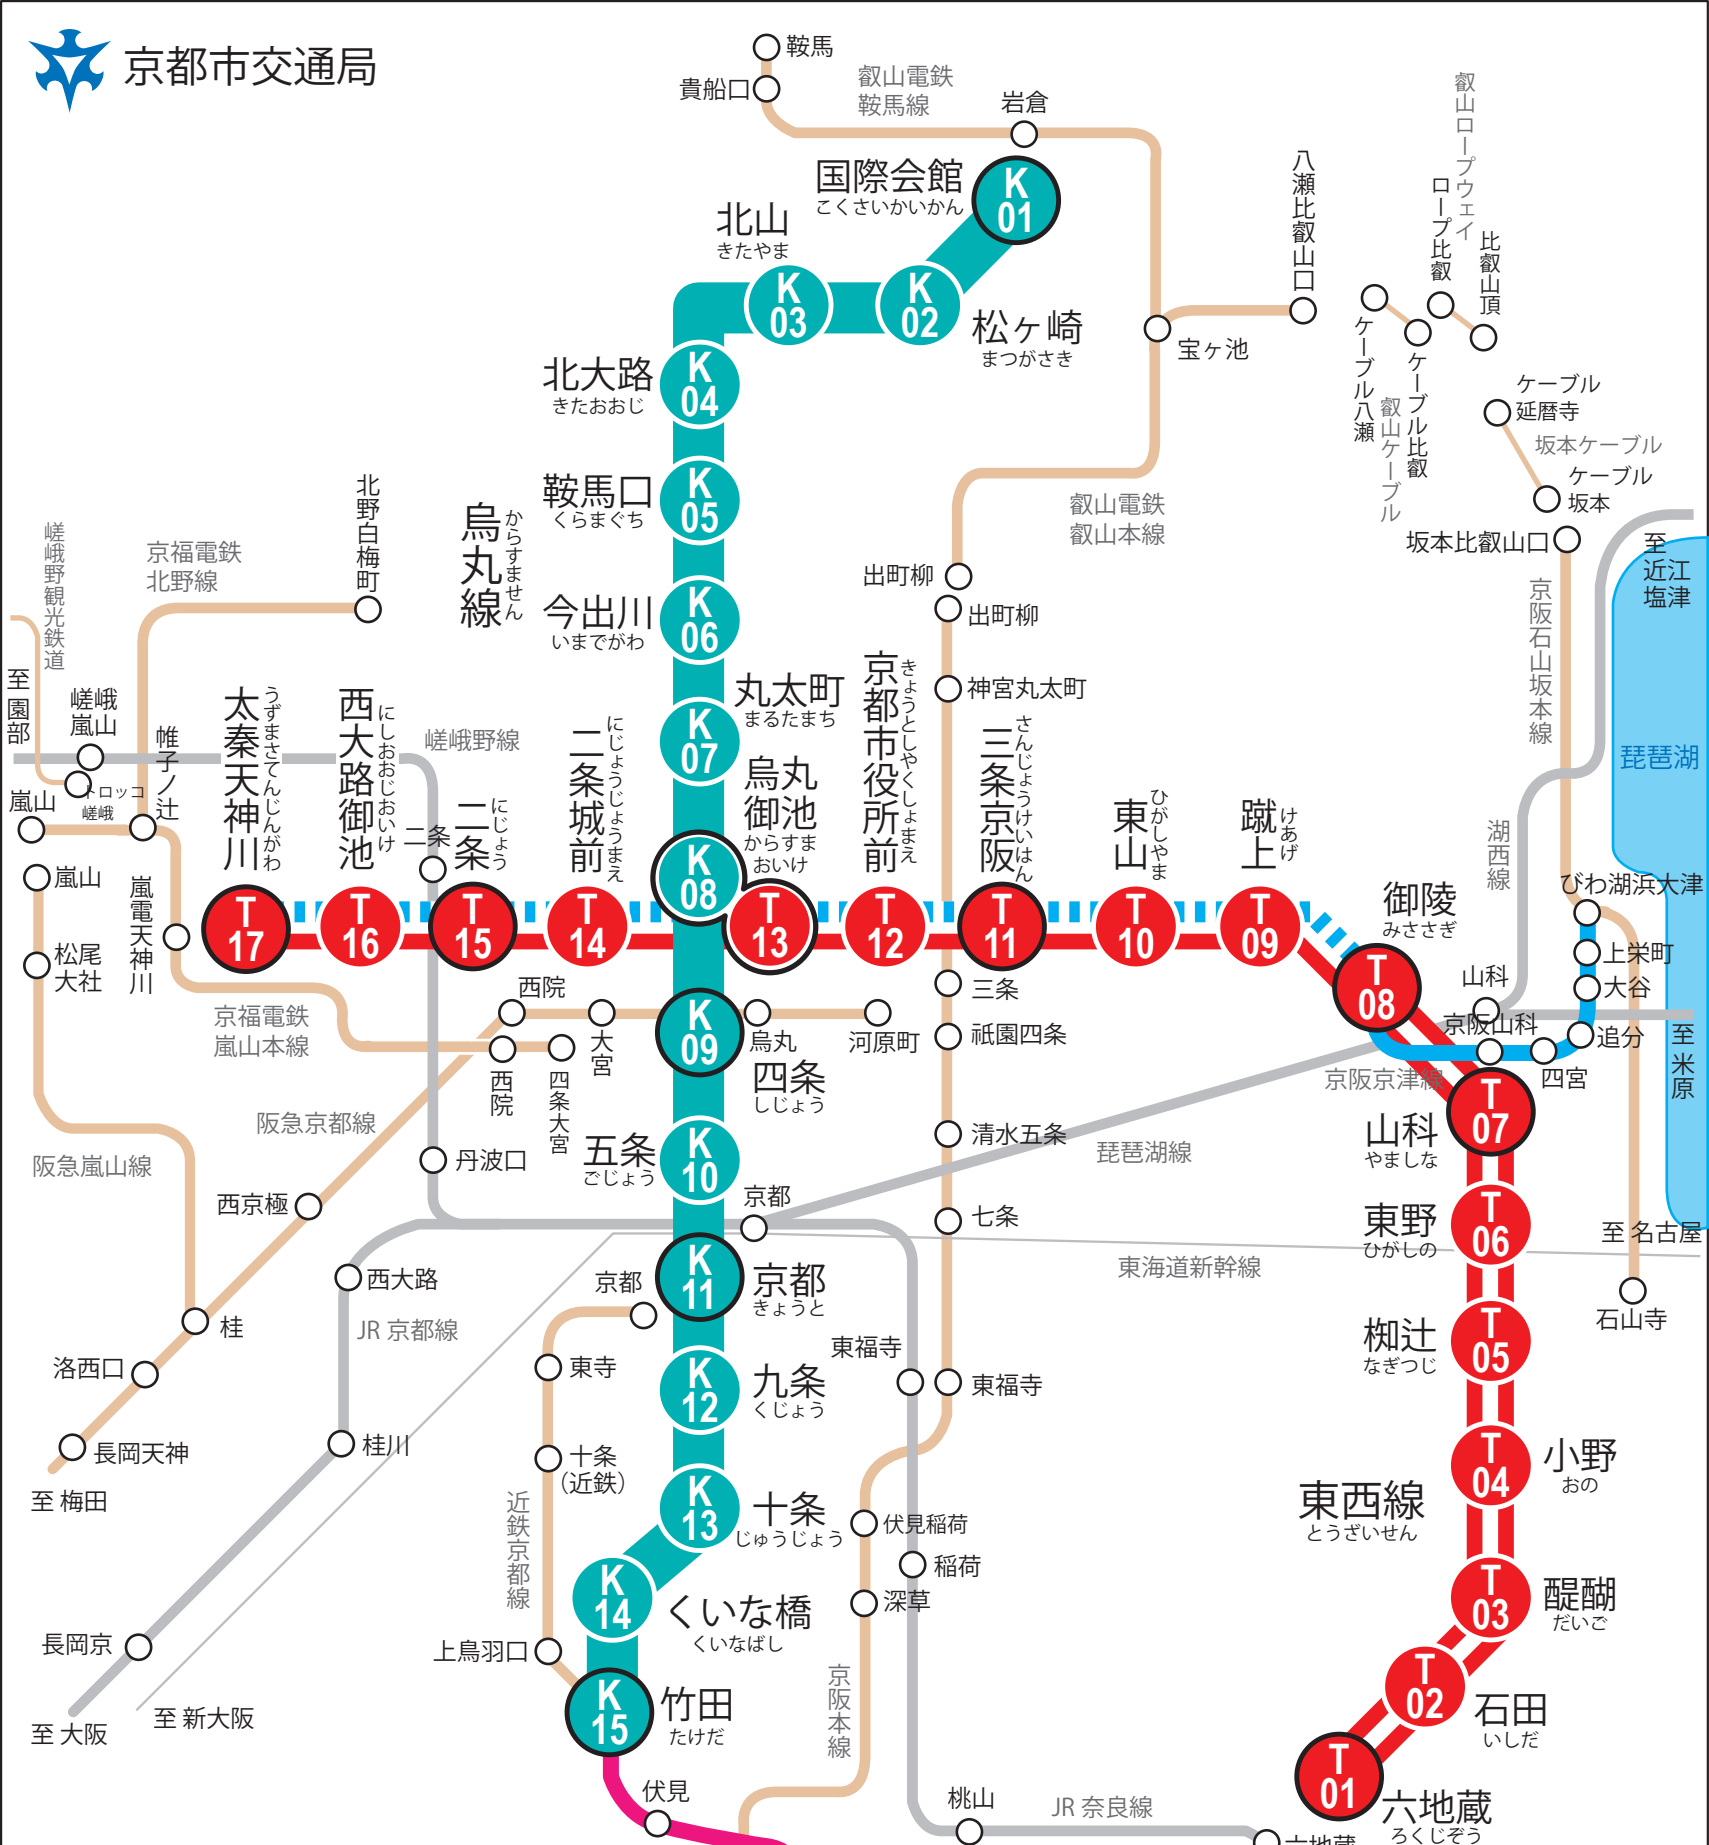 京都市交通局
鞍馬
貴船口
叡山電鉄
鞍馬線
岩倉
国際会館
こくさいかいかん
K
01
北山
きたやま
K
03
K
02
松ヶ崎
まつがさき
八瀬比叡山口
宝ヶ池
叡山ロープウェイ
ロープ比叡
比叡山頂
ケーブル八瀬
ケーブル比叡
叡山ケーブル
ケーブル
延暦寺
坂本ケーブル
ケーブル
坂本
坂本比叡山口
至
近江
塩津
京阪石山坂本線
琵琶湖
北大路
きたおおじ
K
04
鞍馬口
くらまぐち
K
05
烏丸線
からすません
今出川
いまでがわ
K
06
叡山電鉄
叡山本線
出町柳
出町柳
神宮丸太町
北野白梅町
京福電鉄
北野線
嵯峨野観光鉄道
至 園部
嵯峨
嵐山
トロッコ
嵯峨
嵐山
帷子ノ辻
嵯峨野線
太秦天神川
うずまさてんじんがわ
西大路御池
にしおおじおいけ
二条
二条
にじょう
二条城前
にじょうじょうまえ
K
07
丸太町
まるたまち
烏丸
御池
からすま
おいけ
K
08
京都市役所前
きょうとしやくしょまえ
三条京阪
さんじょうけいはん
東山
ひがしやま
蹴上
けあげ
御陵
みささぎ
湖西線
びわ湖浜大津
上栄町
大谷
追分
四宮
京阪山科
山科
至 米原
T
17
T
16
T
15
T
14
T
13
T
12
T
11
T
10
T
09
T
08
嵐山
松尾
大社
嵐電天神川
京福電鉄
嵐山本線
西院
大宮
西院
四条大宮
烏丸
河原町
K
09
四条
しじょう
三条
祇園四条
清水五条
七条
京阪京津線
T
07
山科
やましな
琵琶湖線
阪急京都線
阪急嵐山線
丹波口
五条
ごじょう
K
10
京都
西京極
西大路
JR 京都線
桂
洛西口
長岡天神
至 梅田
桂川
京都
K
11
京都
きょうと
東海道新幹線
至 名古屋
石山寺
東野
ひがしの
T
06
椥辻
なぎつじ
T
05
東寺
K
12
九条
くじょう
東福寺
東福寺
十条
（近鉄）
近鉄京都線
K
13
十条
じゅうじょう
伏見稲荷
稲荷
深草
T
04
小野
おの
東西線
とうざいせん
K
14
くいな橋
くいなばし
T
03
醍醐
だいご
長岡京
至 大阪
至 新大阪
上鳥羽口
K
15
竹田
たけだ
京阪本線
T
02
石田
いしだ
伏見
桃山
JR 奈良線
T
01
六地蔵
ろくじぞう
六地蔵